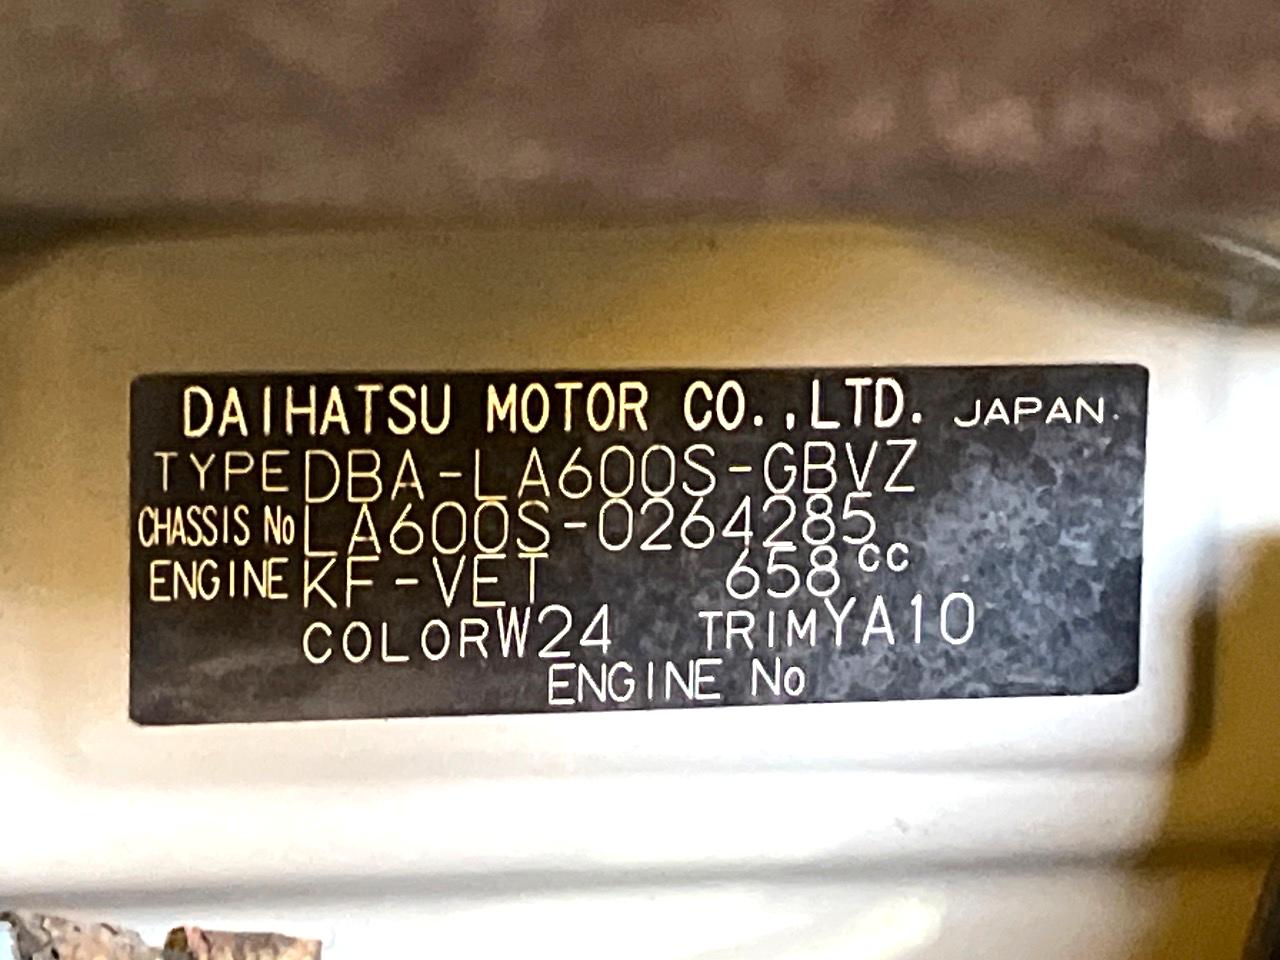 DAIHATSU MOTOR CO.,LTD. JAPAN.
TYPE DBA-LA600S-GBVZ
CHASSIS No LA600S-0264285
ENGINE KF-VET 658cc
COLOR W24 TRIM YA10
ENGINE No